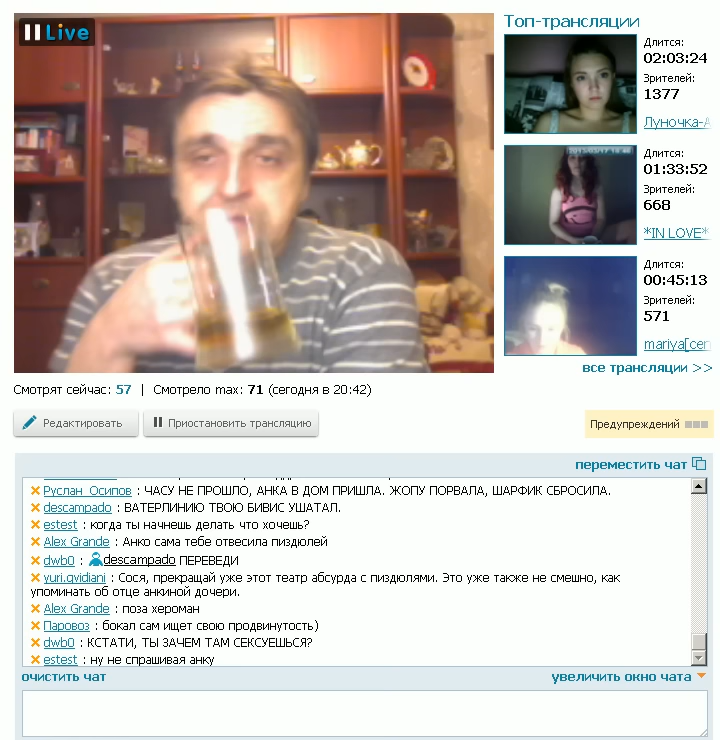 Live
Топ-трансляции
Длится:
02:03:24
Зрителей:
1377
Луночка-А
Длится:
01:33:52
Зрителей:
668
*IN LOVE*
Длится:
00:45:13
Зрителей:
571
mariya[cen
все трансляции >>
Смотрят сейчас: 57 | Смотрело max: 71 (сегодня в 20:42)
Редактировать
Приостановить трансляцию
Предупреждений
переместить чат
Руслан_Осипов : ЧАСУ НЕ ПРОШЛО, АНКА В ДОМ ПРИШЛА. ЖОПУ ПОРВАЛА, ШАРФИК СБРОСИЛА.
descampado : ВАТЕРЛИНИЮ ТВОЮ БИВИС УШАТАЛ.
estest : когда ты начнешь делать что хочешь?
Alex Grande : Анко сама тебе отвесила пиздюлей
dwb0 : descampado ПЕРЕВЕДИ
yuri.gvidiani : Сося, прекращай уже этот театр абсурда с пиздюлями. Это уже также не смешно, как
упоминать об отце анкиной дочери.
Alex Grande : поза хероман
Паровоз : бокал сам ищет свою продвинутость)
dwb0 : КСТАТИ, ТЫ ЗАЧЕМ ТАМ СЕКСУЕШЬСЯ?
estest : ну не спрашивая анку
очистить чат
увеличить окно чата